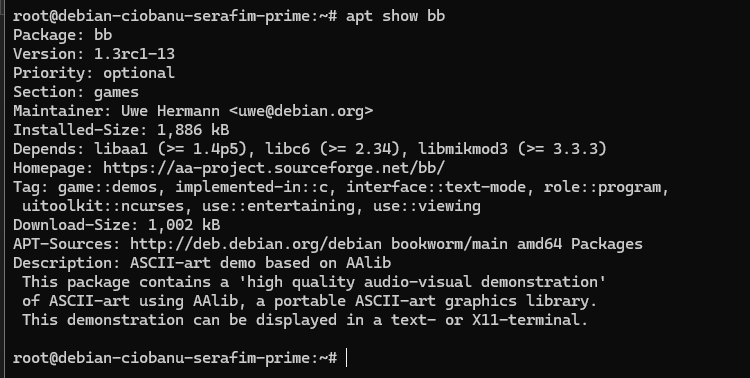 root@debian-ciobanu-serafim-prime:~# apt show bb
Package: bb
Version: 1.3rc1-13
Priority: optional
Section: games
Maintainer: Uwe Hermann <uwe@debian.org>
Installed-Size: 1,886 kB
Depends: libaa1 (>= 1.4p5), libc6 (>= 2.34), libmikmod3 (>= 3.3.3)
Homepage: https://aa-project.sourceforge.net/bb/
Tag: game::demos, implemented-in::c, interface::text-mode, role::program,
 uitoolkit::ncurses, use::entertaining, use::viewing
Download-Size: 1,002 kB
APT-Sources: http://deb.debian.org/debian bookworm/main amd64 Packages
Description: ASCII-art demo based on AAlib
 This package contains a 'high quality audio-visual demonstration'
 of ASCII-art using AAlib, a portable ASCII-art graphics library.
 This demonstration can be displayed in a text- or X11-terminal.

root@debian-ciobanu-serafim-prime:~#